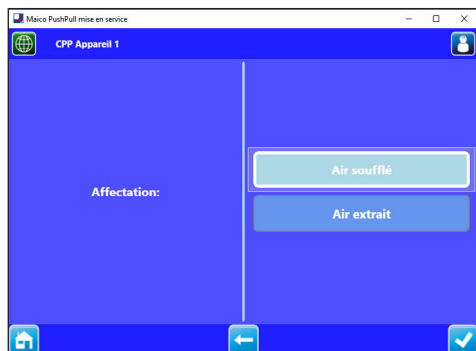 Maico PushPull mise en service
CPP Appareil 1
Affectation:
Air soufflé
Air extrait